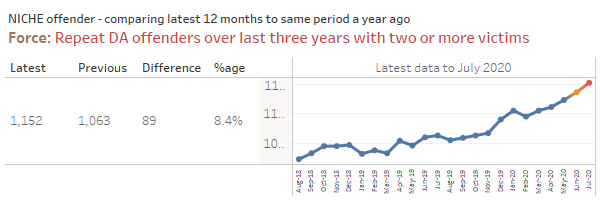 NICHE offender - comparing latest 12 months to same period a year ago
Force: Repeat DA offenders over last three years with two or more victims
Latest Previous Difference %age Latest data to July 2020
11..
1,152 1,063 89 8.4% 11..
10..
Aug-18 Sep-18 Oct-18 Nov-18 Dec-18 Jan-19 Feb-19 Mar-19 Apr-19 May-19 Jun-19 Jul-19 Aug-19 Sep-19 Oct-19 Nov-19 Dec-19 Jan-20 Feb-20 Mar-20 Apr-20 May-20 Jun-20 Jul-20